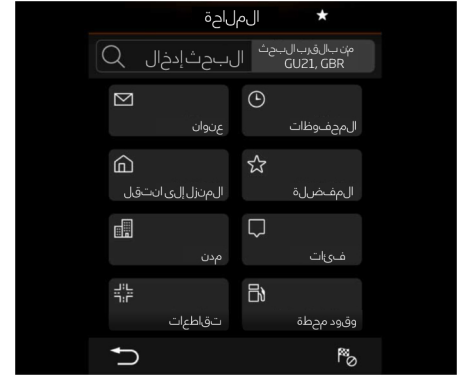 الملاحة
من بالقرب البحث
GU21, GBR
البحث إدخال
المحفوظات
عنوان
المفضلة
المنزل إلى انتقل
فئات
مدن
وقود محطة
تقاطعات